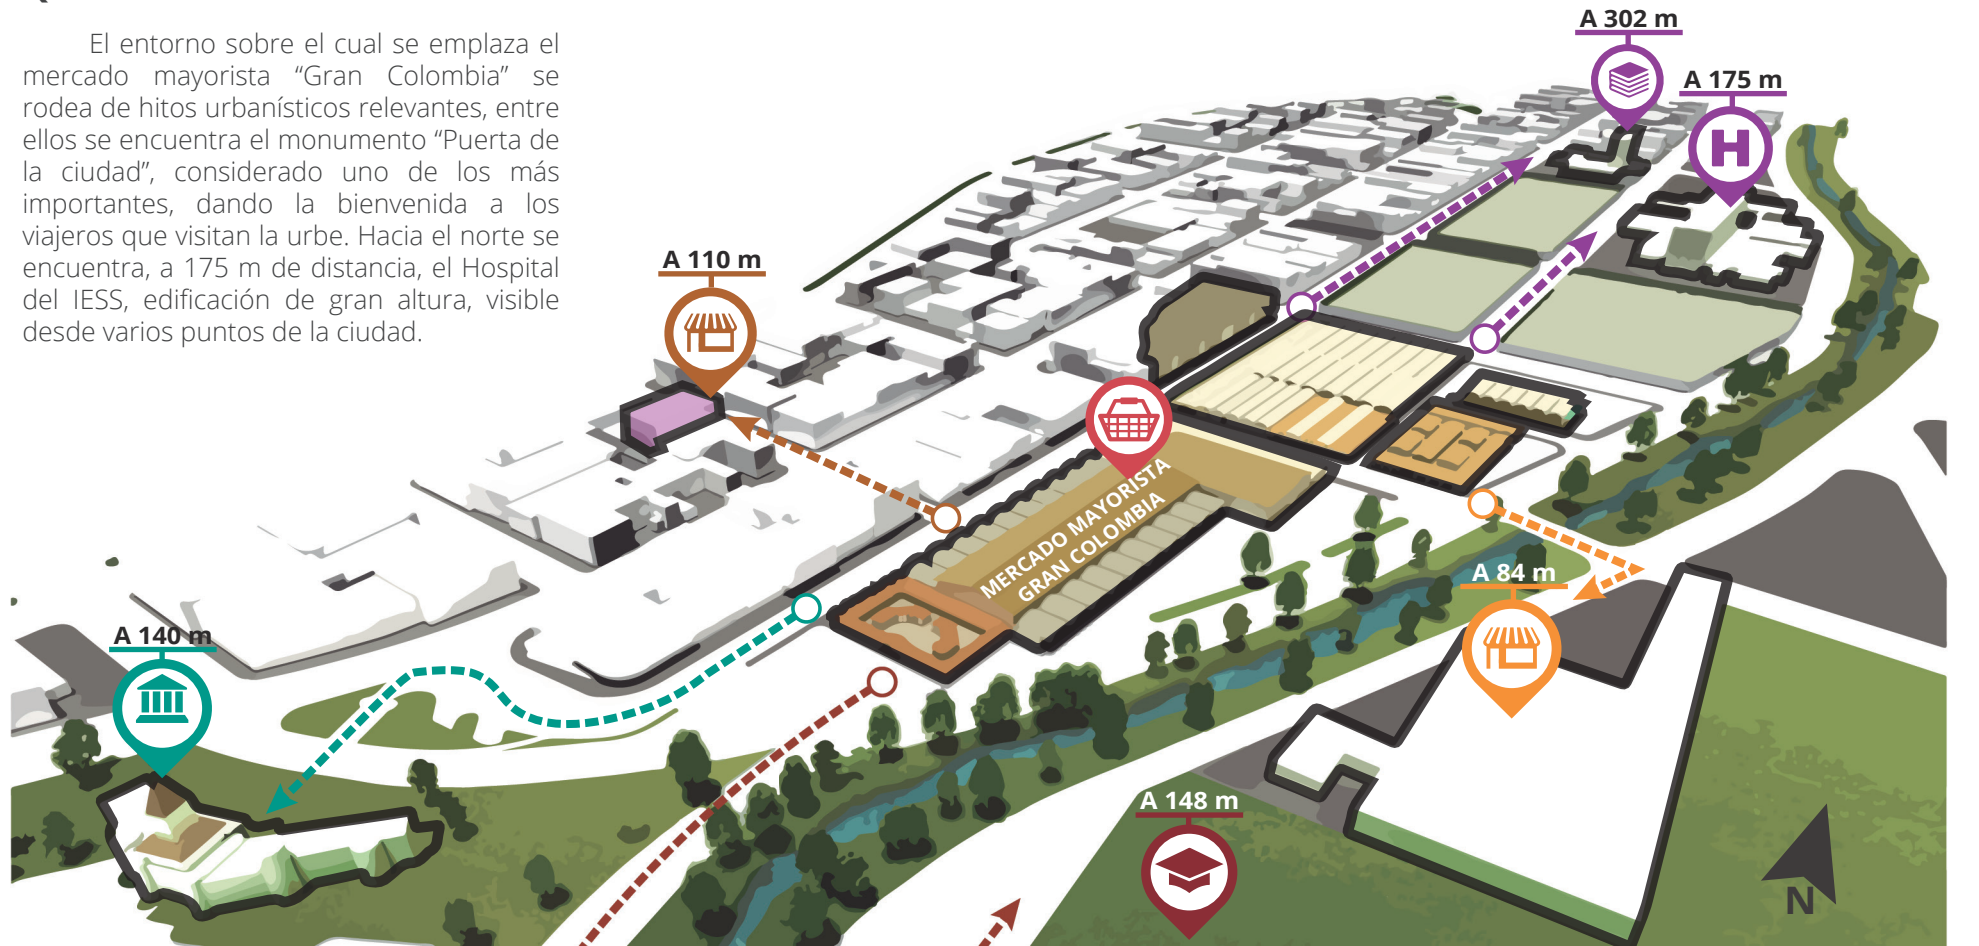 El entorno sobre el cual se emplaza el
mercado mayorista “Gran Colombia” se
rodea de hitos urbanísticos relevantes, entre
ellos se encuentra el monumento “Puerta de
la ciudad”, considerado uno de los más
importantes, dando la bienvenida a los
viajeros que visitan la urbe. Hacia el norte se
encuentra, a 175 m de distancia, el Hospital
del IESS, edificación de gran altura, visible
desde varios puntos de la ciudad.
A 302 m
A 175 m
H
A 110 m
MERCADO MAYORISTA
GRAN COLOMBIA
A 84 m
A 140 m
A 148 m
N